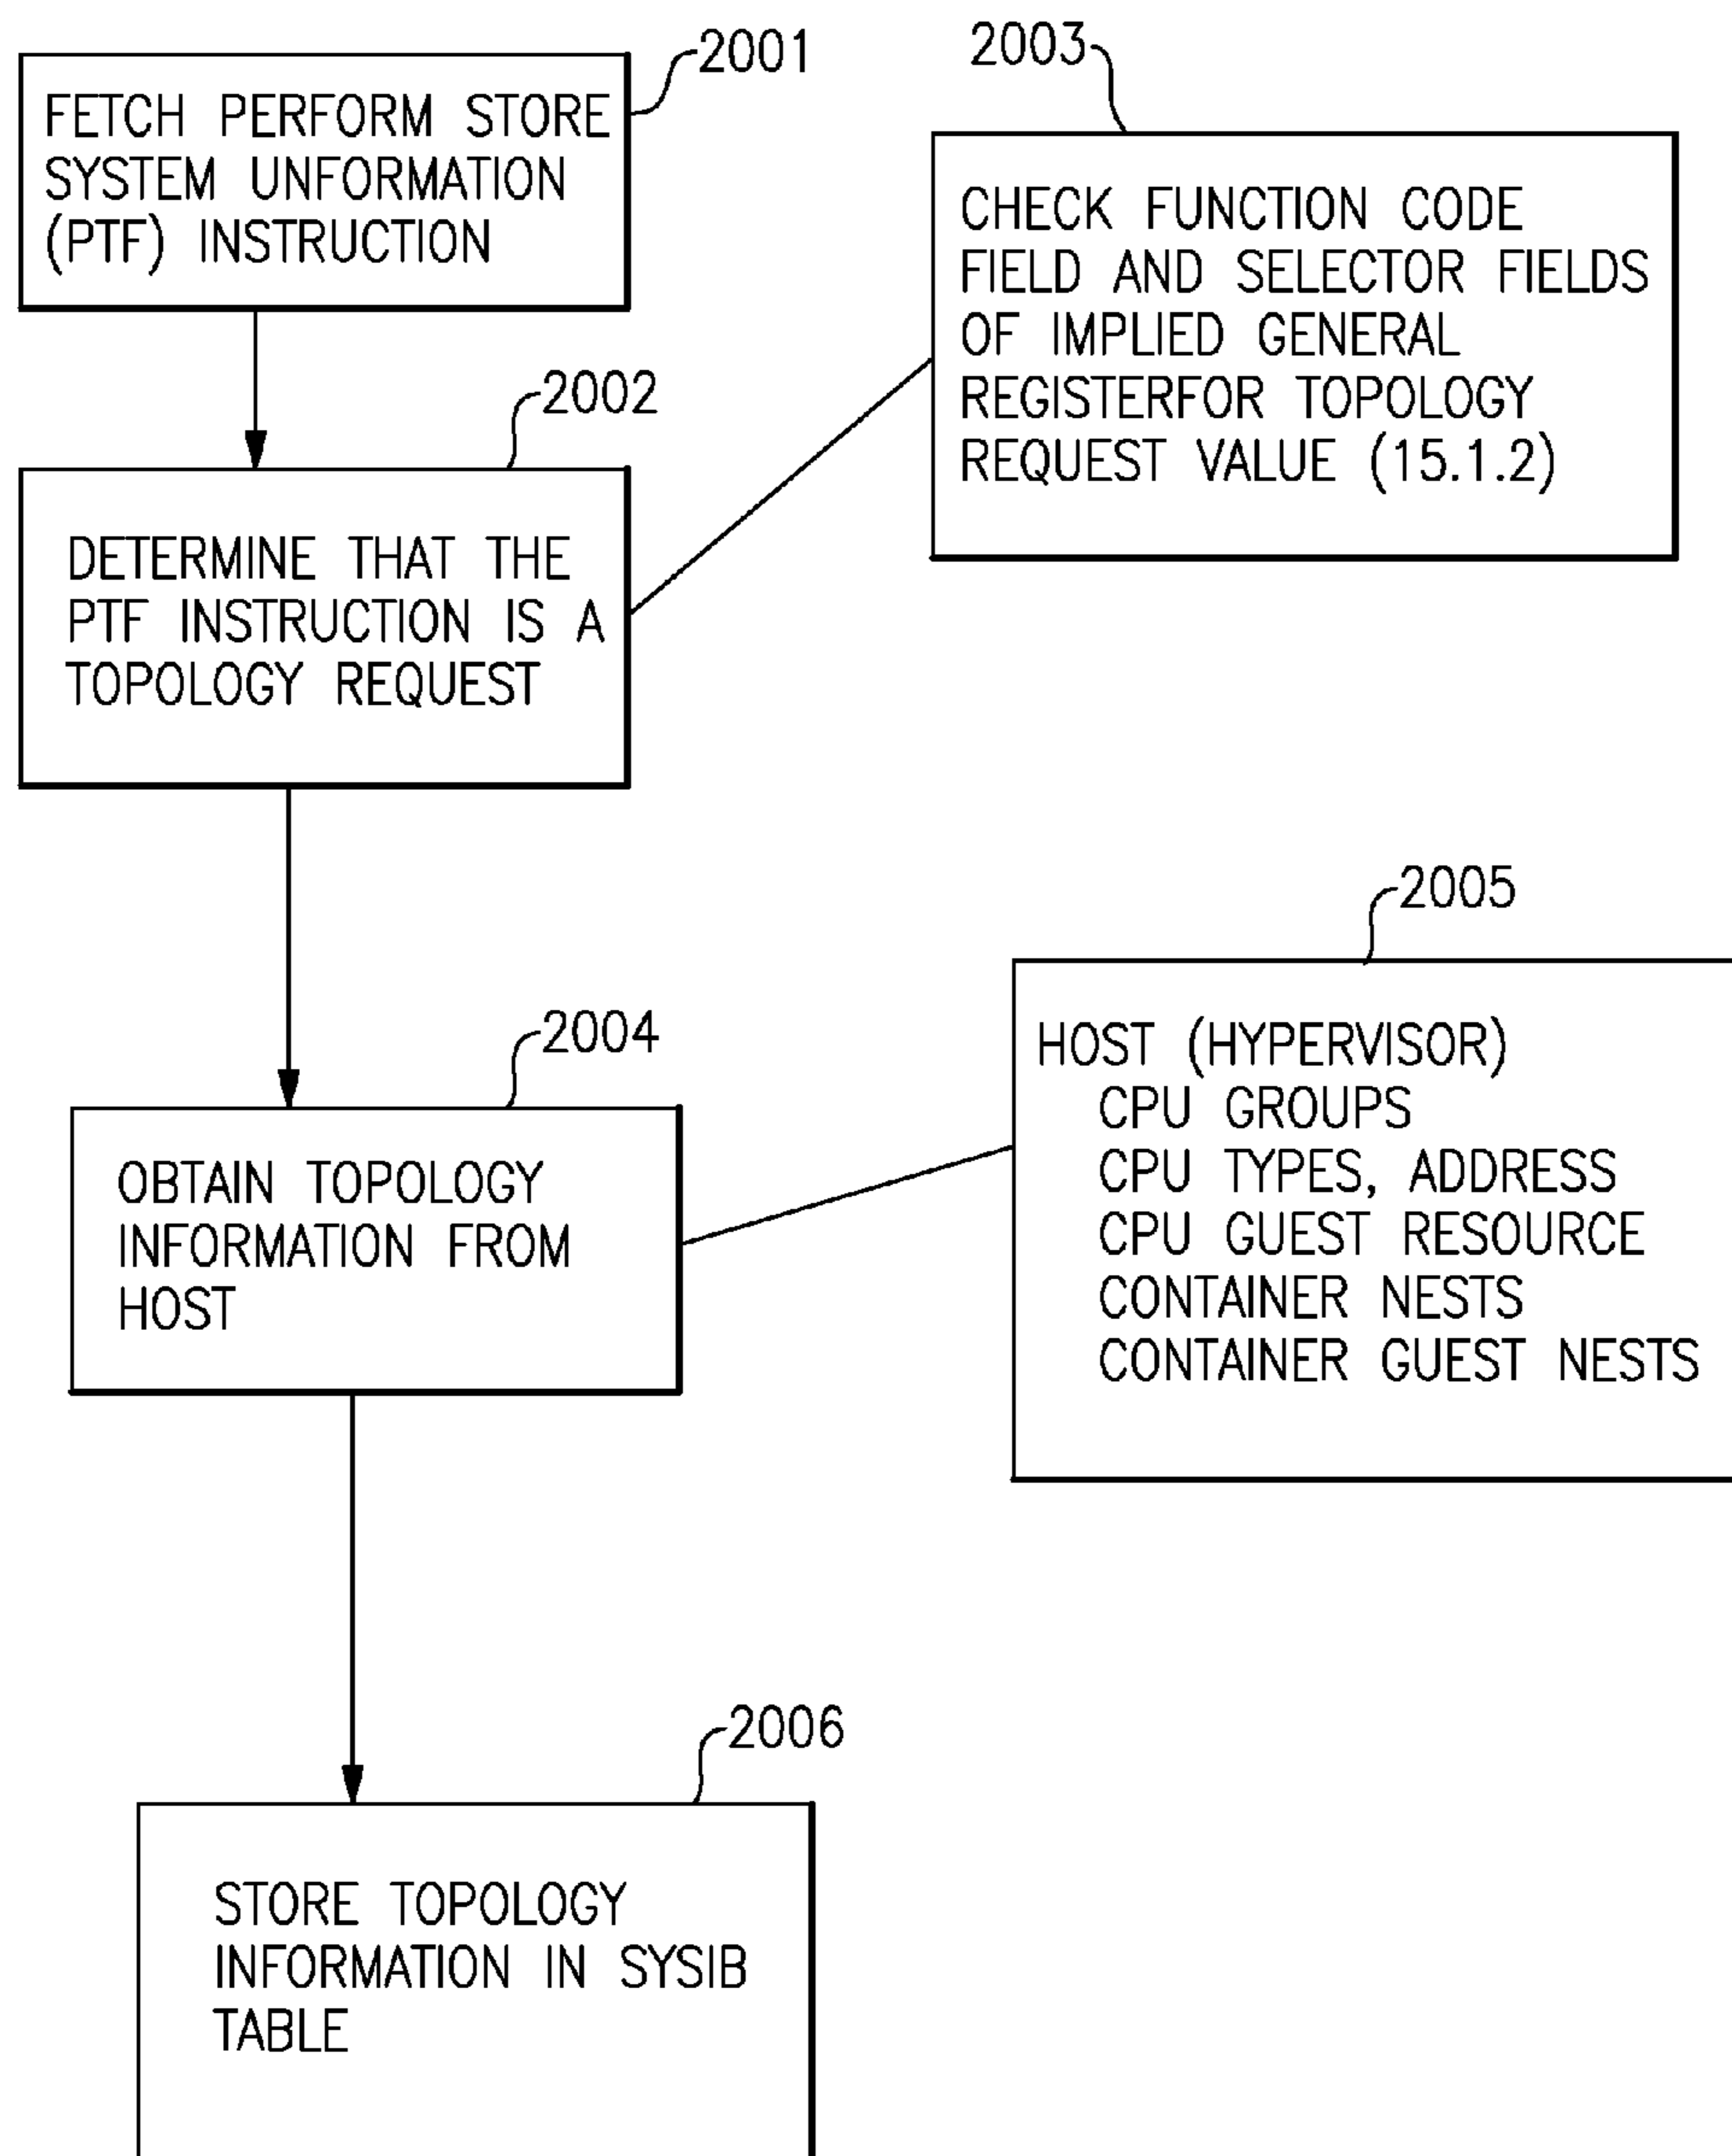 2001
FETCH PERFORM STORE
SYSTEM UNFORMATION
(PTF) INSTRUCTION
2003
CHECK FUNCTION CODE
FIELD AND SELECTOR FIELDS
OF IMPLIED GENERAL
REGISTERFOR TOPOLOGY
REQUEST VALUE (15.1.2)
2002
DETERMINE THAT THE
PTF INSTRUCTION IS A
TOPOLOGY REQUEST
2005
HOST (HYPERVISOR)
CPU GROUPS
CPU TYPES, ADDRESS
CPU GUEST RESOURCE
CONTAINER NESTS
CONTAINER GUEST NESTS
2004
OBTAIN TOPOLOGY
INFORMATION FROM
HOST
2006
STORE TOPOLOGY
INFORMATION IN SYSIB
TABLE